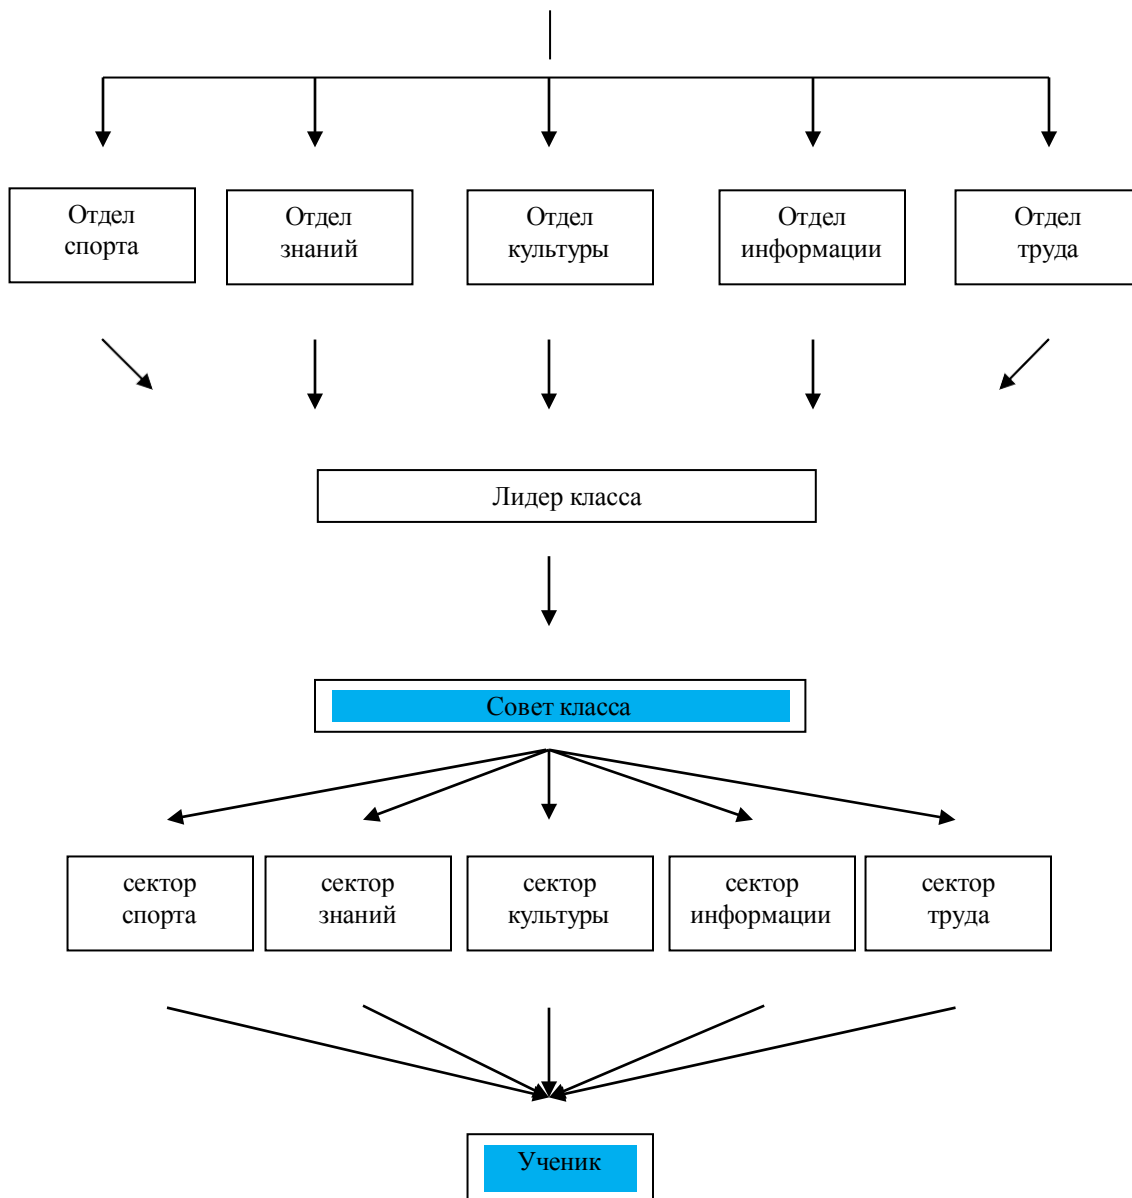 Отдел
спорта
Отдел
знаний
Отдел
культуры
Отдел
информации
Отдел
труда
Лидер класса
Совет класса
сектор
спорта
сектор
знаний
сектор
культуры
сектор
информации
сектор
труда
Ученик